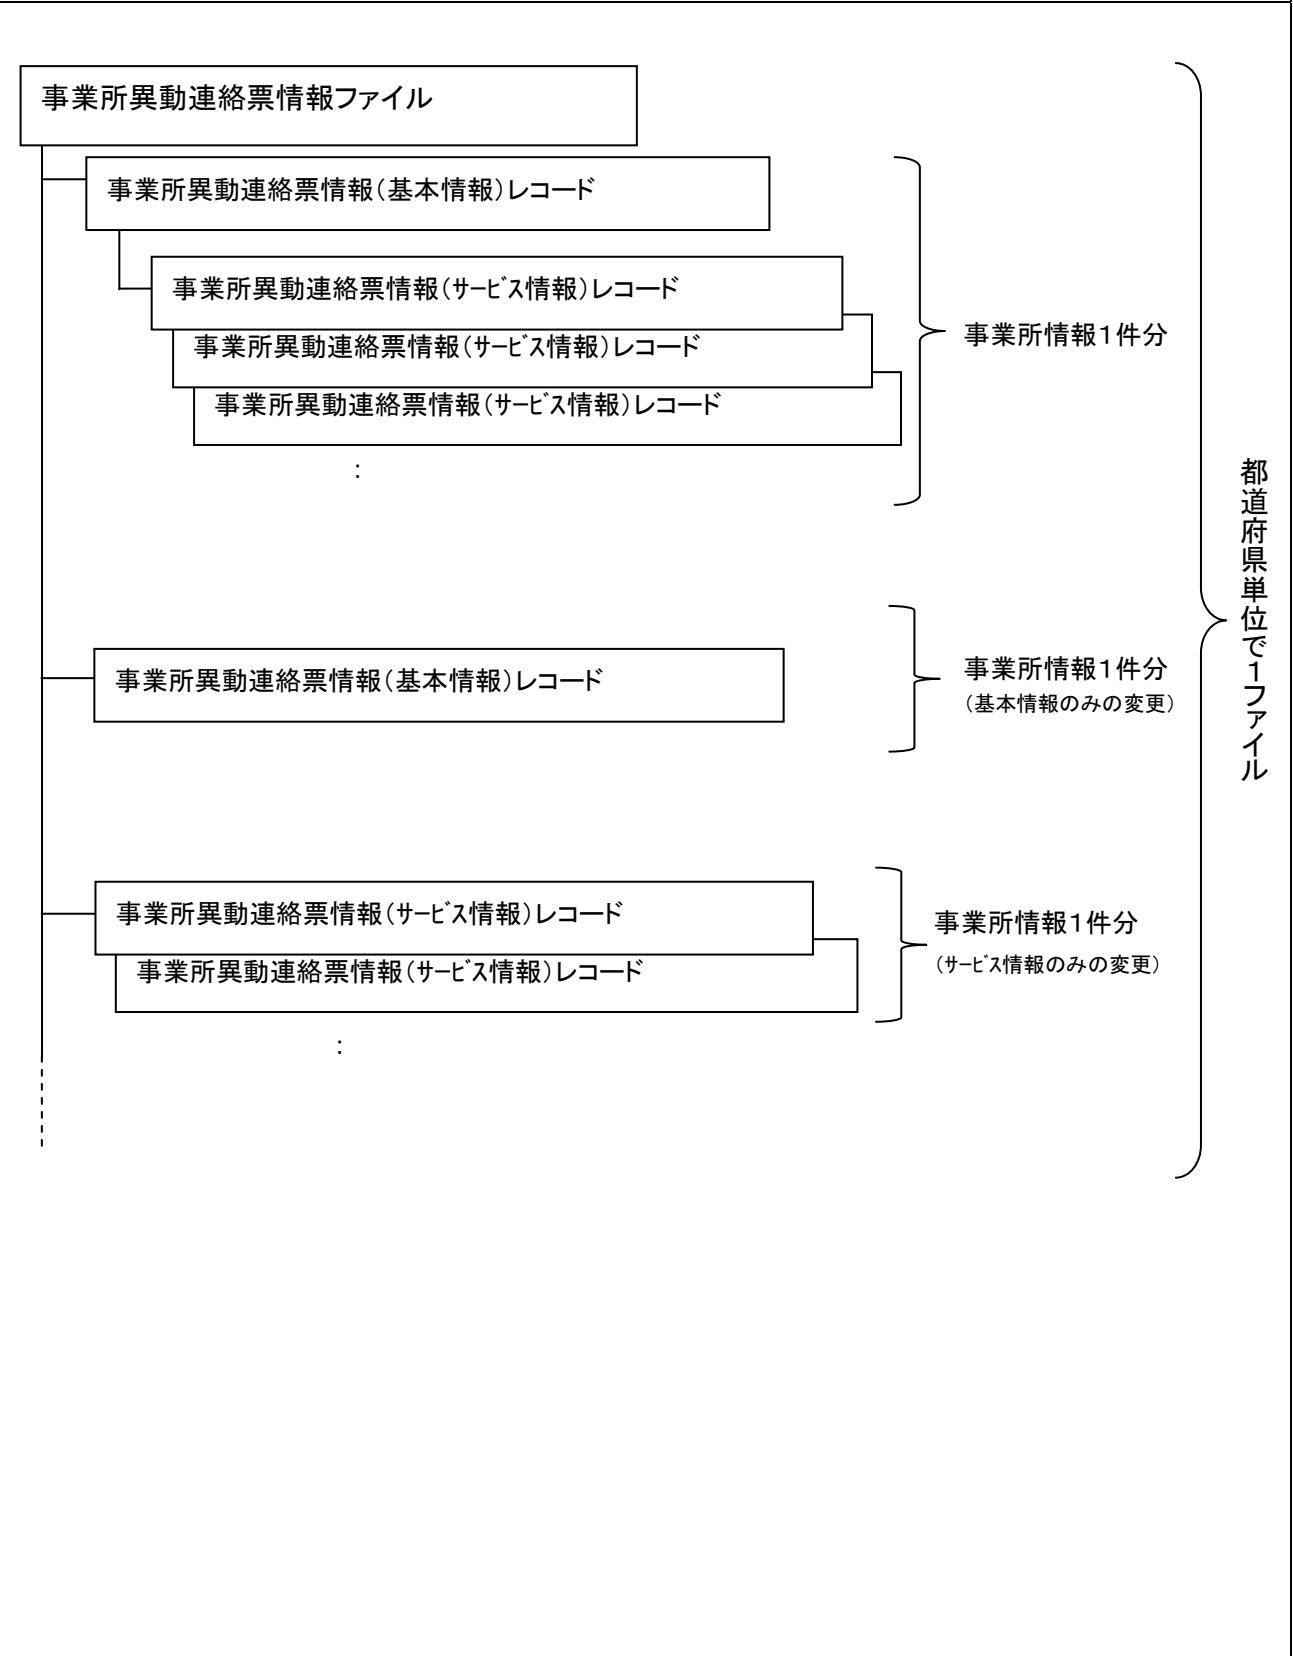 事業所異動連絡票情報ファイル
事業所異動連絡票情報(基本情報)レコード
事業所異動連絡票情報(ｻｰﾋﾞｽ情報)レコード
事業所異動連絡票情報(ｻｰﾋﾞｽ情報)レコード
事業所異動連絡票情報(ｻｰﾋﾞｽ情報)レコード
:
事業所情報1件分
事業所異動連絡票情報(基本情報)レコード
事業所情報1件分
(基本情報のみの変更)
事業所異動連絡票情報(ｻｰﾋﾞｽ情報)レコード
事業所異動連絡票情報(ｻｰﾋﾞｽ情報)レコード
:
事業所情報1件分
(ｻｰﾋﾞｽ情報のみの変更)
都道府県単位で1ファイル